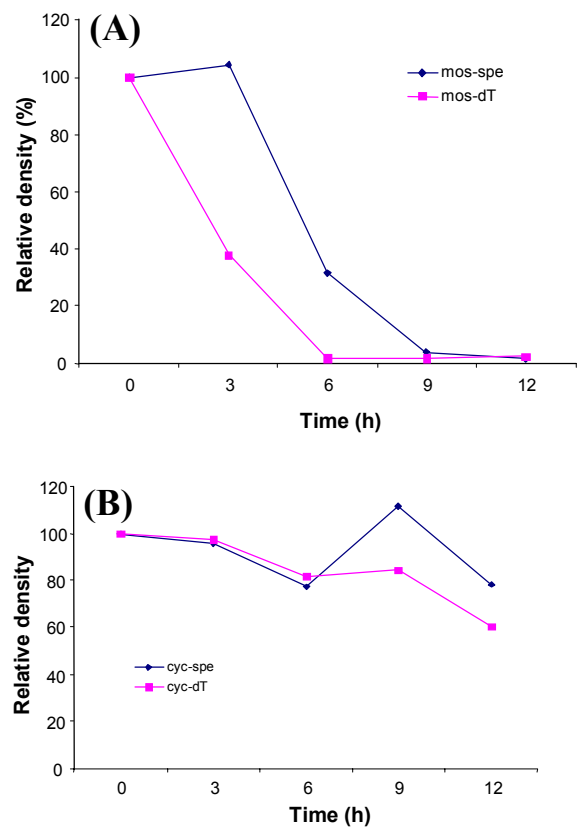 (A)
120
100
80
60
40
20
0
Relative density (%)
mos-spe
mos-dT
0 3 6 9 12
Time (h)
(B)
120
100
80
60
40
20
0
Relative density
cyc-spe
cyc-dT
0 3 6 9 12
Time (h)